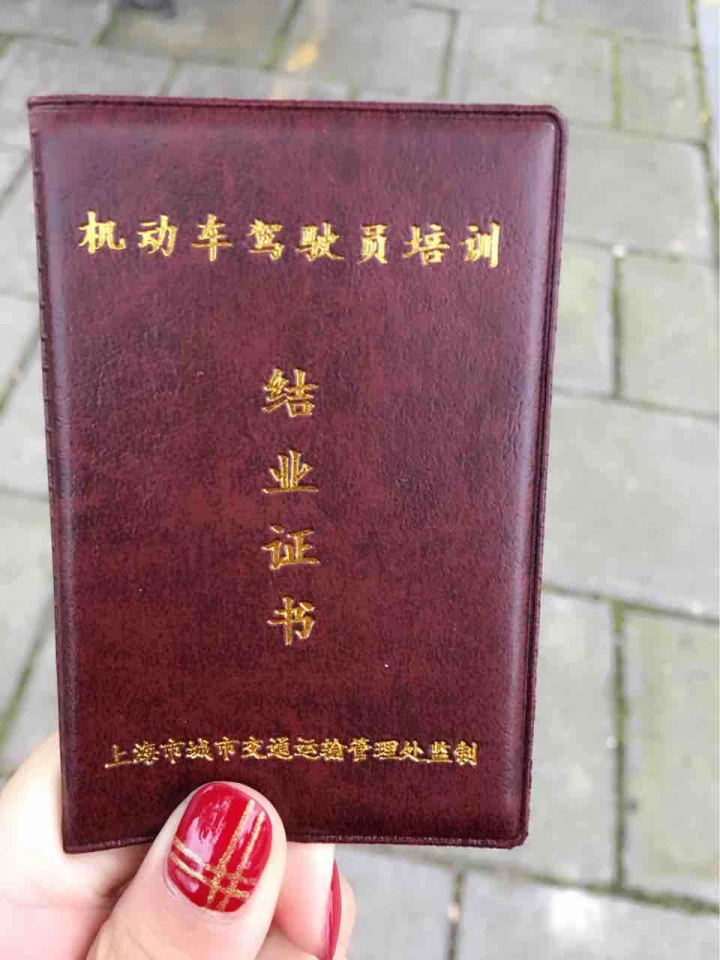 机动车驾驶员培训
结业证书
上海市城市交通运输管理处监制